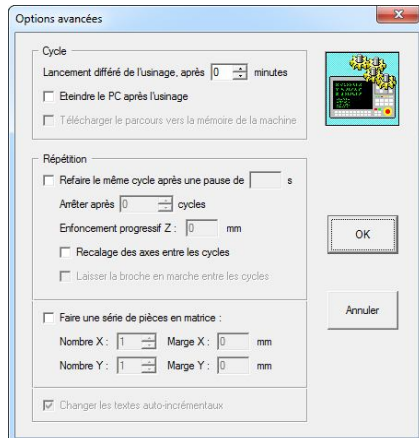 Options avancées
Cycle
Lancement différé de l'usinage, après 0 minutes
Eteindre le PC après l'usinage
Télécharger le parcours vers la mémoire de la machine
Répétition
Refaire le même cycle après une pause de s
Arrêter après 0 cycles
Enfoncement progressif Z : 0 mm
Recalage des axes entre les cycles
Laisser la broche en marche entre les cycles
OK
Annuler
Faire une série de pièces en matrice :
Nombre X : 1 Marge X : 0 mm
Nombre Y : 1 Marge Y : 0 mm
Changer les textes auto-incrémentaux